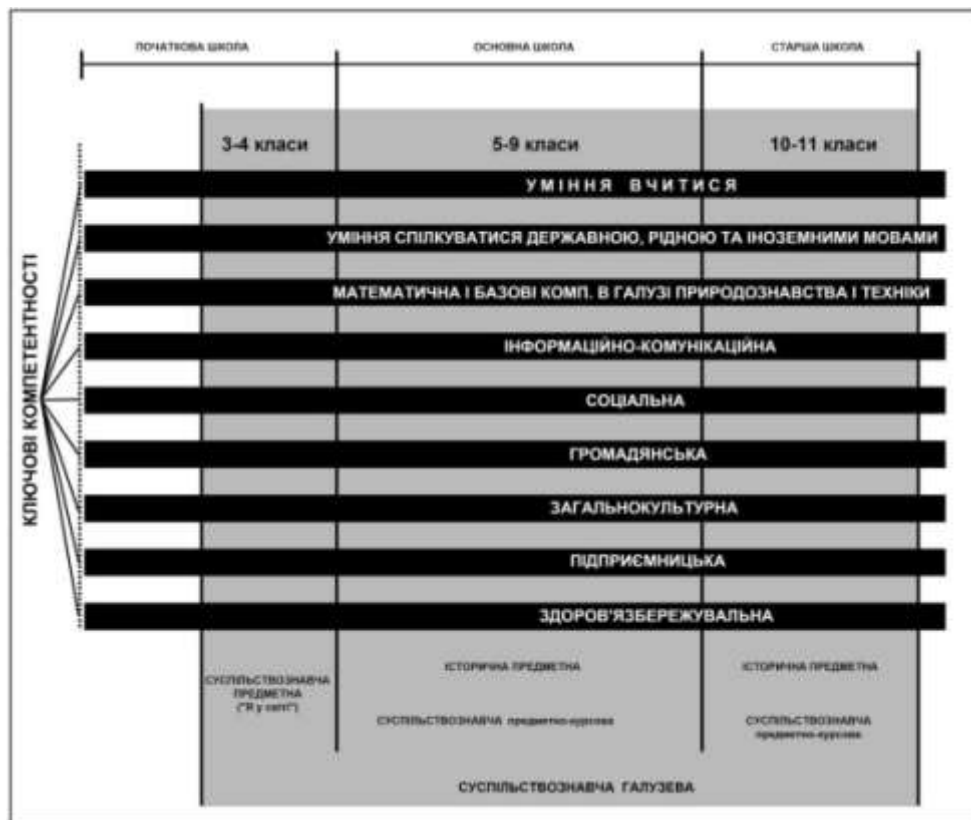 ПОЧАТКОВА ШКОЛА
ОСНОВНА ШКОЛА
СТАРША ШКОЛА
3-4 класи
5-9 класи
10-11 класи
КЛЮЧОВІ КОМПЕТЕНТНОСТІ
УМІННЯ ВЧИТИСЯ
УМІННЯ СПІЛКУВАТИСЯ ДЕРЖАВНОЮ, РІДНОЮ ТА ІНОЗЕМНИМИ МОВАМИ
МАТЕМАТИЧНА І БАЗОВІ КОМП. В ГАЛУЗІ ПРИРОДОЗНАВСТВА І ТЕХНІКИ
ІНФОРМАЦІЙНО-КОМУНІКАЦІЙНА
СОЦІАЛЬНА
ГРОМАДЯНСЬКА
ЗАГАЛЬНОКУЛЬТУРНА
ПІДПРИЄМНИЦЬКА
ЗДОРОВ'ЯЗБЕРЕЖУВАЛЬНА
СУСПІЛЬСТВОЗНАВЧА
ПРЕДМЕТНА
("Я у світі")
ІСТОРИЧНА ПРЕДМЕТНА
СУСПІЛЬСТВОЗНАВЧА предметно-курсова
ІСТОРИЧНА ПРЕДМЕТНА
СУСПІЛЬСТВОЗНАВЧА
предметно-курсова
СУСПІЛЬСТВОЗНАВЧА ГАЛУЗЕВА